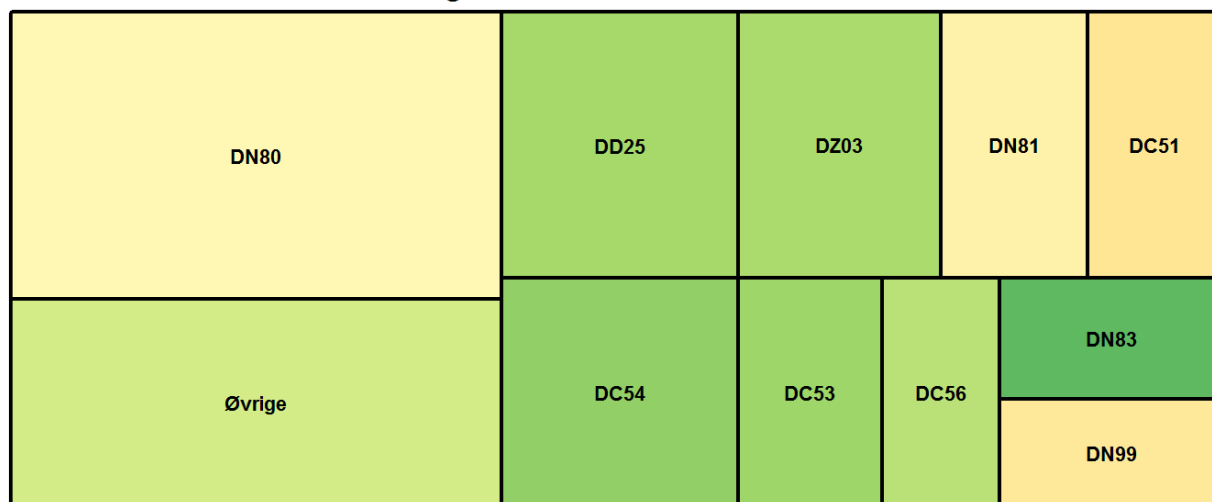 DN80
DD25
DZ03
DN81
DC51
Øvrige
DC54
DC53
DC56
DN83
DN99